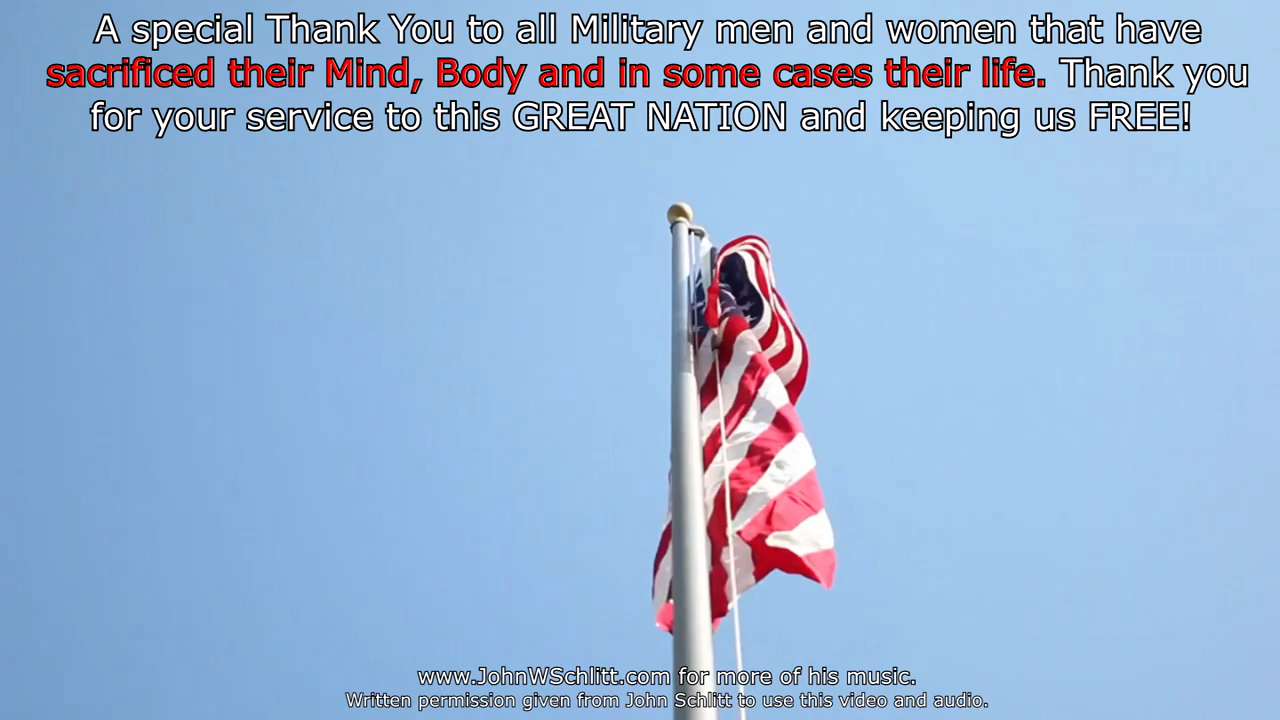 A special Thank You to all Military men and women that have
sacrificed their Mind, Body and in some cases their life. Thank you
for your service to this GREAT NATION and keeping us FREE!
www.JohnWSchlitt.com for more of his music.
Written permission given from John Schlitt to use this video and audio.